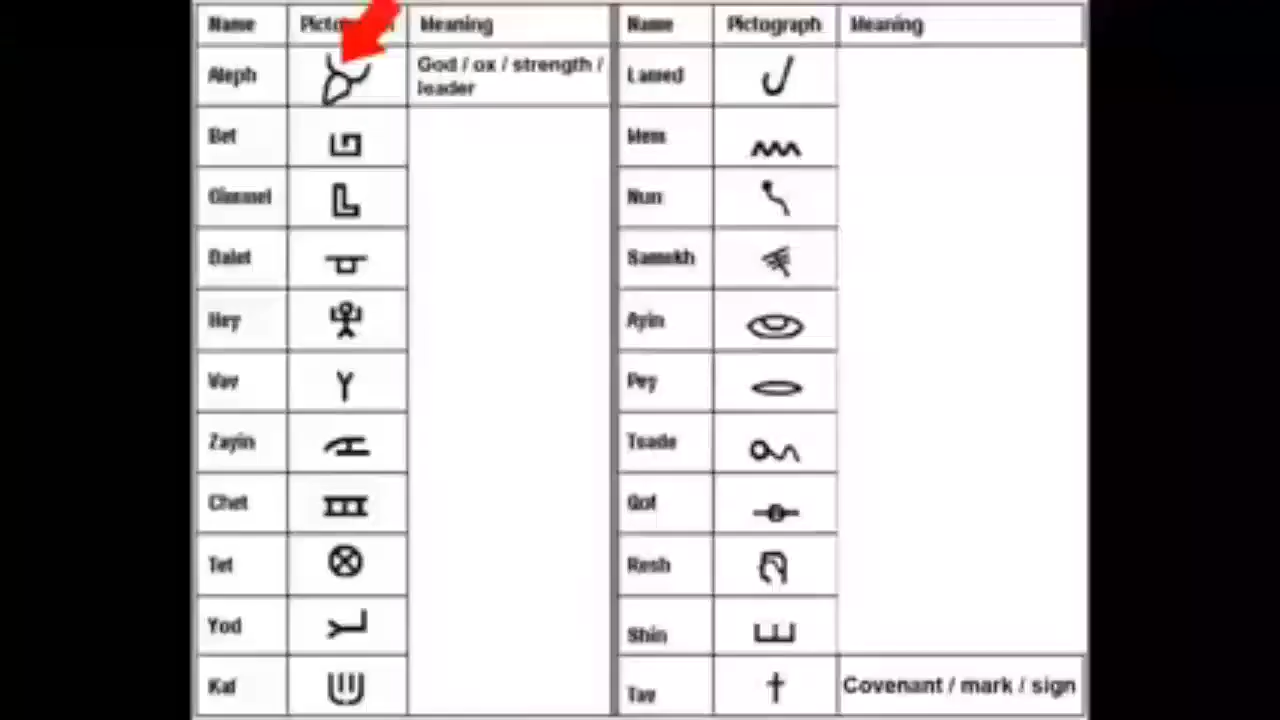 Name Pictograph Meaning Name Pictograph Meaning
Aleph God / ox / strength / Lamed
leader
Bet Mem
Gimmel Nun
Dalet Samekh
Hey Ayin
Vav Pey
Zayin Tsade
Chet Qof
Tet Resh
Yod Shin
Kaf Tav Covenant / mark / sign